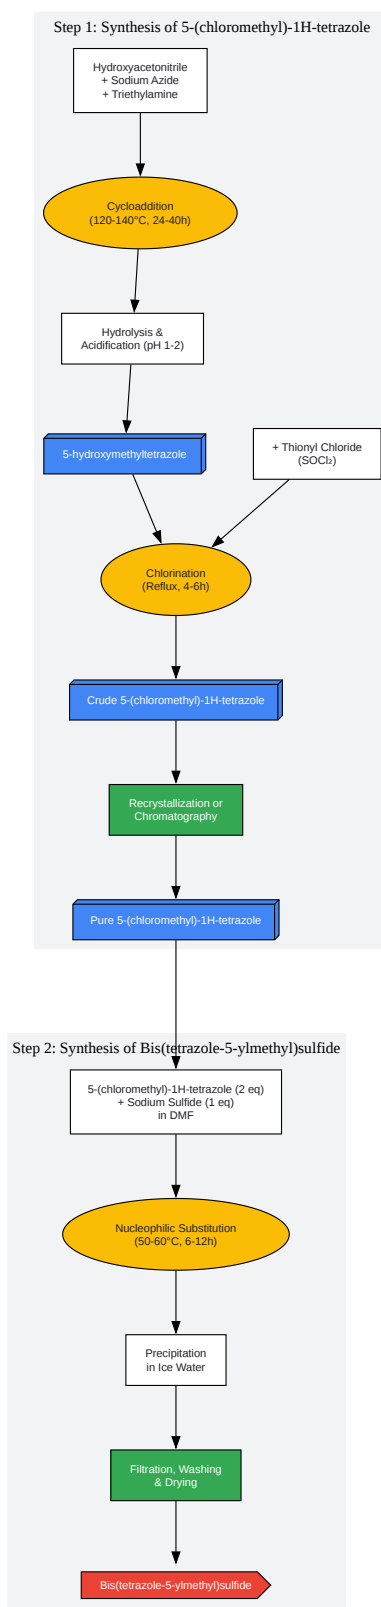 Step 1: Synthesis of 5-(chloromethyl)-1H-tetrazole
Hydroxyacetonitrile
+ Sodium Azide
+ Triethylamine
Cycloaddition
(120-140°C, 24-40h)
Hydrolysis &
Acidification (pH 1-2)
5-hydroxymethyltetrazole
+ Thionyl Chloride
(SOCl₂)
Chlorination
(Reflux, 4-6h)
Crude 5-(chloromethyl)-1H-tetrazole
Recrystallization or
Chromatography
Pure 5-(chloromethyl)-1H-tetrazole
Step 2: Synthesis of Bis(tetrazole-5-ylmethyl)sulfide
5-(chloromethyl)-1H-tetrazole (2 eq)
+ Sodium Sulfide (1 eq)
in DMF
Nucleophilic Substitution
(50-60°C, 6-12h)
Precipitation
in Ice Water
Filtration, Washing
& Drying
Bis(tetrazole-5-ylmethyl)sulfide